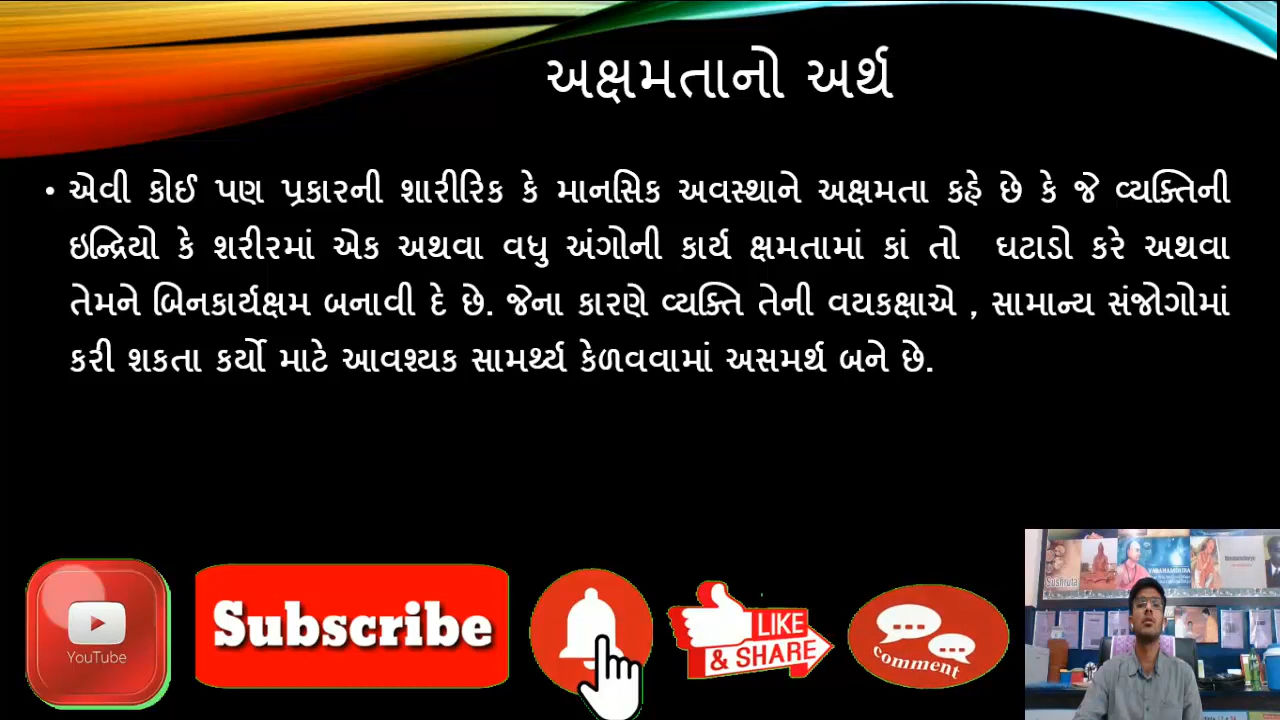 અક્ષમતાનો અર્થ
• એવી કોઈ પણ પ્રકારની શારીરિક કે માનસિક અવસ્થાને અક્ષમતા કહે છે કે જે વ્યક્તિની
ઇન્દ્રિયો કે શરીરમાં એક અથવા વધુ અંગોની કાર્ય ક્ષમતામાં કાં તો ઘટાડો કરે અથવા
તેમને બિનકાર્યક્ષમ બનાવી દે છે. જેના કારણે વ્યક્તિ તેની વયકક્ષાએ , સામાન્ય સંજોગોમાં
કરી શકતા કર્યો માટે આવશ્યક સામર્થ્ય કેળવવામાં અસમર્થ બને છે.
YouTube
Subscribe
LIKE
& SHARE
comment
Sushruta
VARAHAMIHIRA